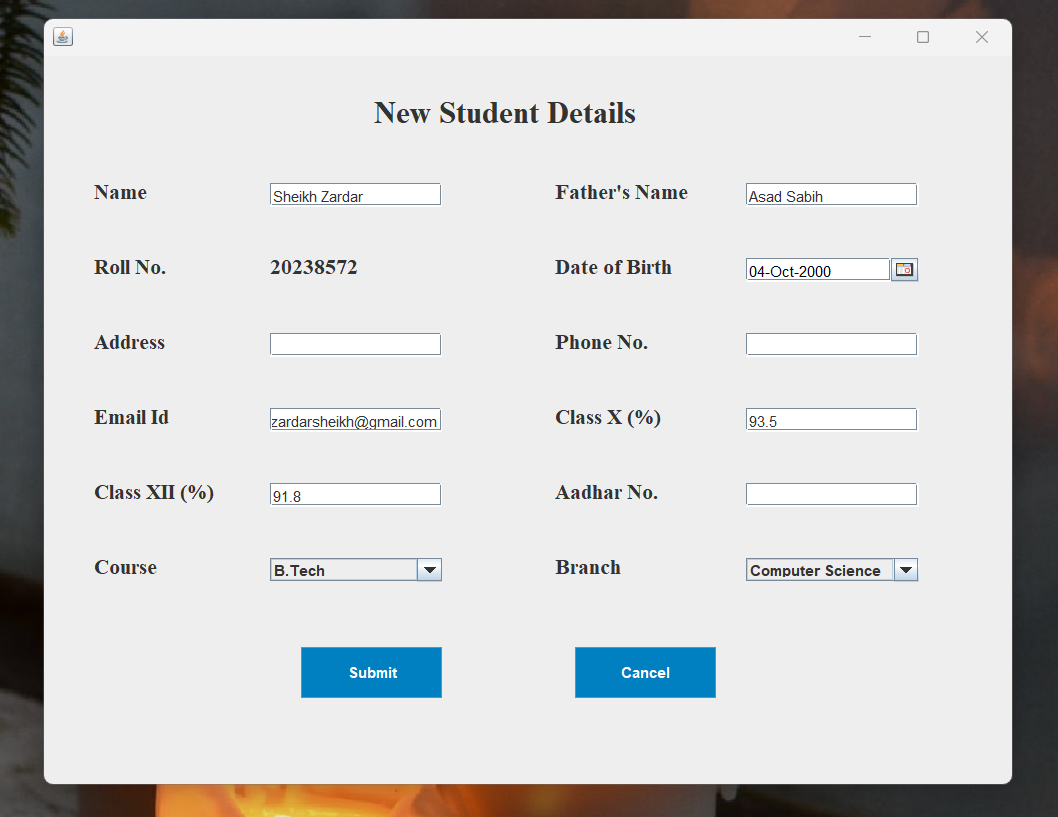 New Student Details
Name Sheikh Zardar Father's Name Asad Sabih
Roll No. 20238572 Date of Birth 04-Oct-2000
Address Phone No.
Email Id zardarsheikh@gmail.com Class X (%) 93.5
Class XII (%) 91.8 Aadhar No.
Course B.Tech Branch Computer Science
Submit Cancel